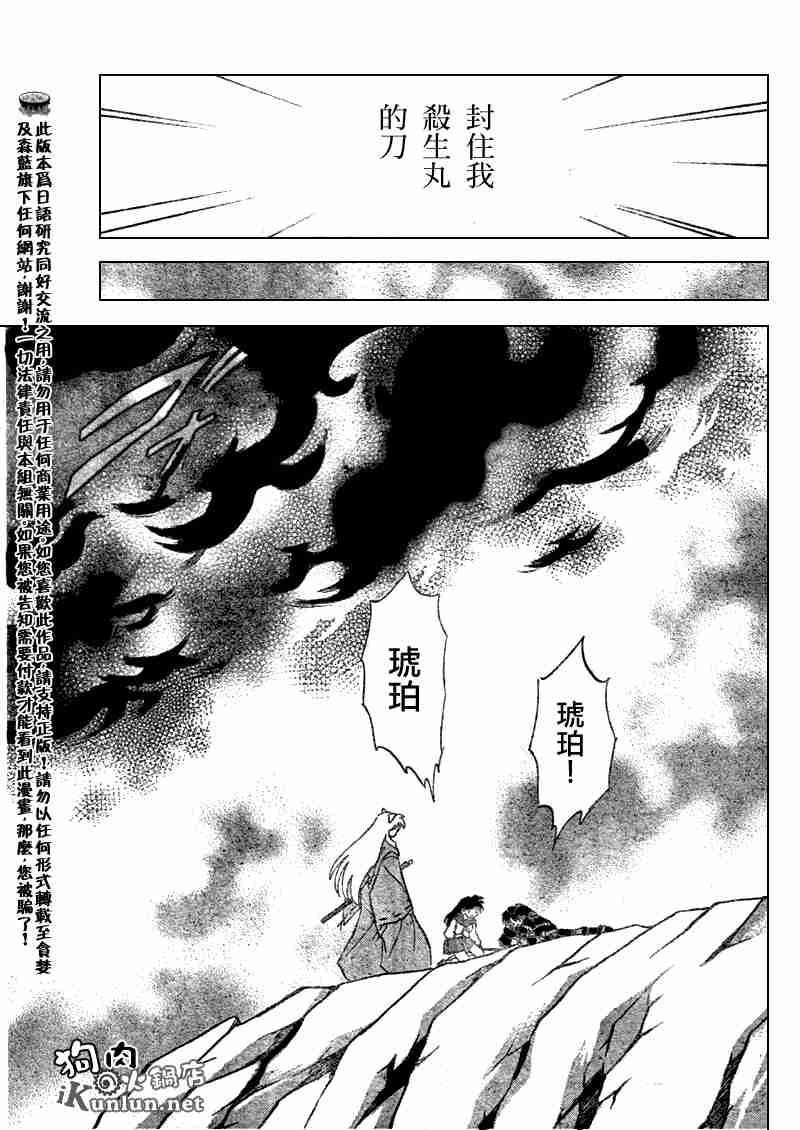 封住我
殺生丸
的刀
琥珀!
琥珀
此版本爲日語研究同好交流之用,請勿用于任何商業用途,如您喜歡此作品,請支持正版!請勿以任何形式轉載至貪婪
及森藍旗下任何網站,謝謝!一切法律責任與本組無關,如果您被告知需要付款才能看到此漫畫,那麼,您被騙了!
狗肉
火鍋店
iKunlun.net